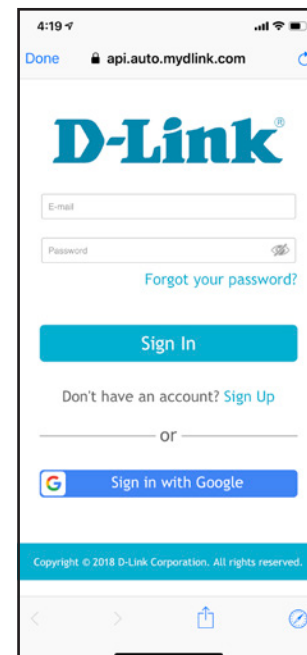 4:19
Done api.auto.mydlink.com
D-Link®
E-mail
Password
Forgot your password?
Sign In
Don't have an account? Sign Up
or
G Sign in with Google
Copyright © 2018 D-Link Corporation. All rights reserved.